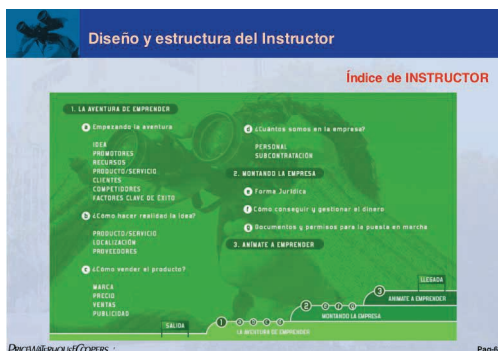 Diseño y estructura del Instructor
Índice de INSTRUCTOR
1. LA AVENTURA DE EMPRENDER
a Empezando la aventura
IDEA
PROMOTORES
RECURSOS
PRODUCTO/SERVICIO
CLIENTES
COMPETIDORES
FACTORES CLAVE DE ÉXITO
b ¿Cómo hacer realidad la idea?
PRODUCTO/SERVICIO
LOCALIZACIÓN
PROVEEDORES
c ¿Cómo vender el producto?
MARCA
PRECIO
VENTAS
PUBLICIDAD
d ¿Cuántos somos en la empresa?
PERSONAL
SUBCONTRATACIÓN
2. MONTANDO LA EMPRESA
e Forma Jurídica
f Cómo conseguir y gestionar el dinero
g Documentos y permisos para la puesta en marcha
3. ANÍMATE A EMPRENDER
LLEGADA
3
ANIMATE A EMPRENDER
2 e f g
MONTANDO LA EMPRESA
SALIDA
1 a b c d
LA AVENTURA DE EMPRENDER
PRICEWATERHOUSECOOPERS
Pag-6